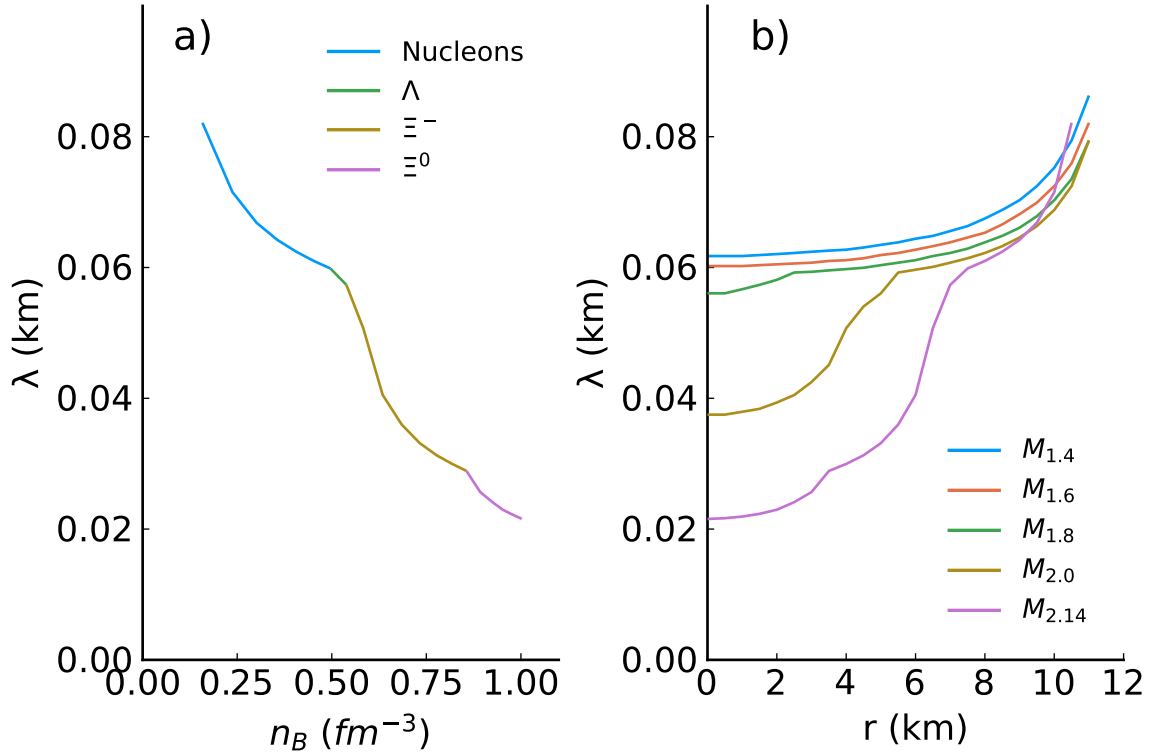 a)
Nucleons
Λ
Ξ⁻
Ξ⁰
0.08
0.06
0.04
0.02
0.00
λ (km)
0.00 0.25 0.50 0.75 1.00
n_B (fm⁻³)
b)
0.08
0.06
0.04
0.02
0.00
λ (km)
M_1.4
M_1.6
M_1.8
M_2.0
M_2.14
0 2 4 6 8 10 12
r (km)